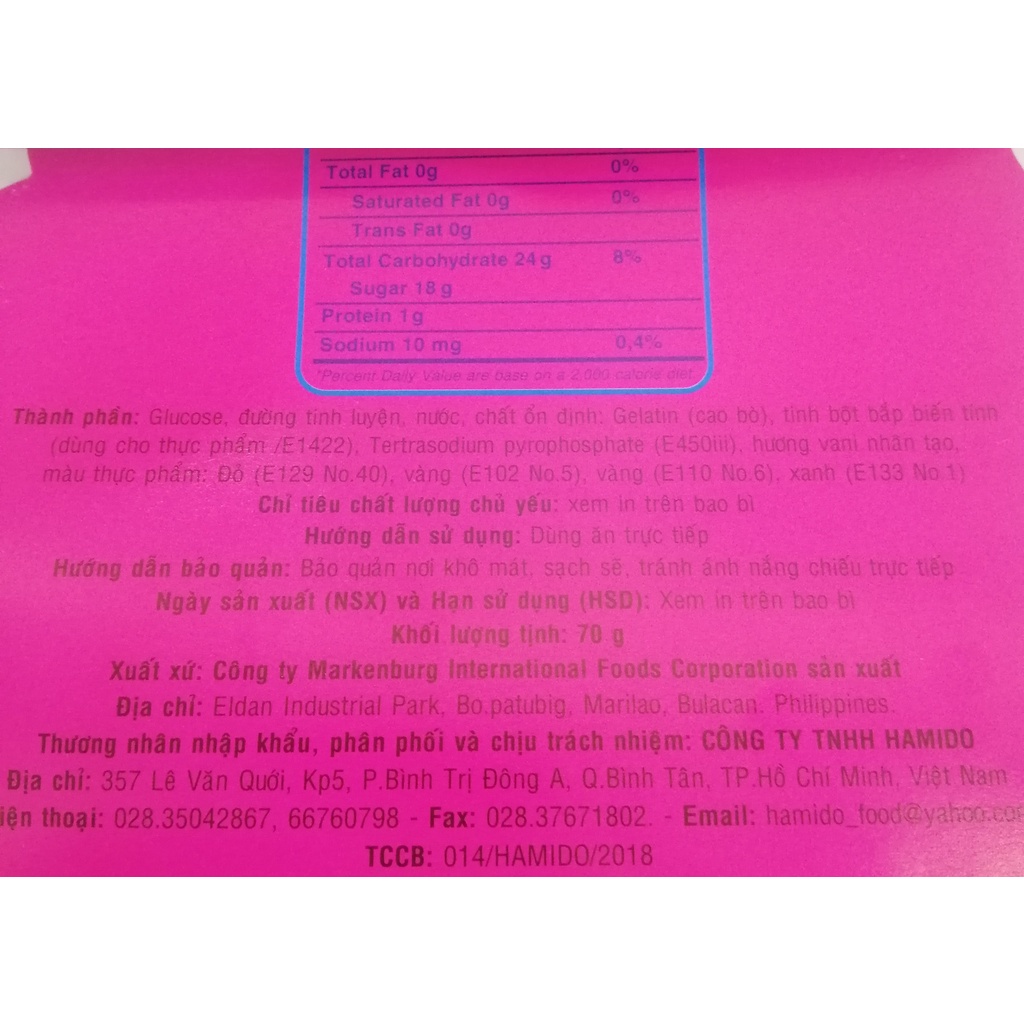 Total Fat 0g 0%
Saturated Fat 0g 0%
Trans Fat 0g
Total Carbohydrate 24 g 8%
Sugar 18 g
Protein 1 g
Sodium 10 mg 0,4%
*Percent Daily Value are base on a 2,000 calorie diet.
Thành phần: Glucose, đường tinh luyện, nước, chất ổn định: Gelatin (cao bò), tinh bột bắp biến tính
(dùng cho thực phẩm /E1422), Tertrasodium pyrophosphate (E450iii), hương vani nhân tạo,
màu thực phẩm: Đỏ (E129 No.40), vàng (E102 No.5), vàng (E110 No.6), xanh (E133 No.1)
Chỉ tiêu chất lượng chủ yếu: xem in trên bao bì
Hướng dẫn sử dụng: Dùng ăn trực tiếp
Hướng dẫn bảo quản: Bảo quản nơi khô mát, sạch sẽ, tránh ánh nắng chiếu trực tiếp
Ngày sản xuất (NSX) và Hạn sử dụng (HSD): Xem in trên bao bì
Khối lượng tịnh: 70 g
Xuất xứ: Công ty Markenburg International Foods Corporation sản xuất
Địa chỉ: Eldan Industrial Park, Bo.patubig, Marilao, Bulacan. Philippines.
Thương nhân nhập khẩu, phân phối và chịu trách nhiệm: CÔNG TY TNHH HAMIDO
Địa chỉ: 357 Lê Văn Quới, Kp5, P.Bình Trị Đông A, Q.Bình Tân, TP.Hồ Chí Minh, Việt Nam
iện thoại: 028.35042867, 66760798 - Fax: 028.37671802. - Email: hamido_food@yahoo.co
TCCB: 014/HAMIDO/2018